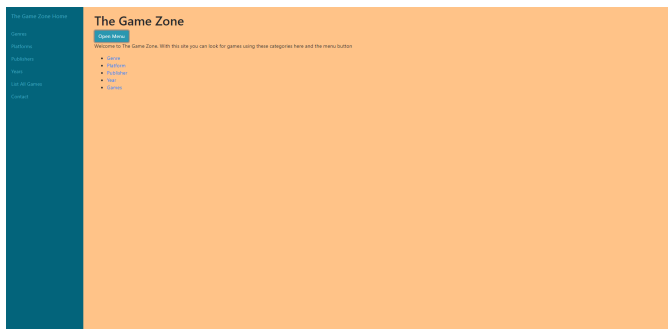 The Game Zone Home
Genres
Platforms
Publishers
Years
List All Games
Contact
The Game Zone
Open Menu
Welcome to The Game Zone. With this site you can look for games using these categories here and the menu button
Genre
Platform
Publisher
Year
Games